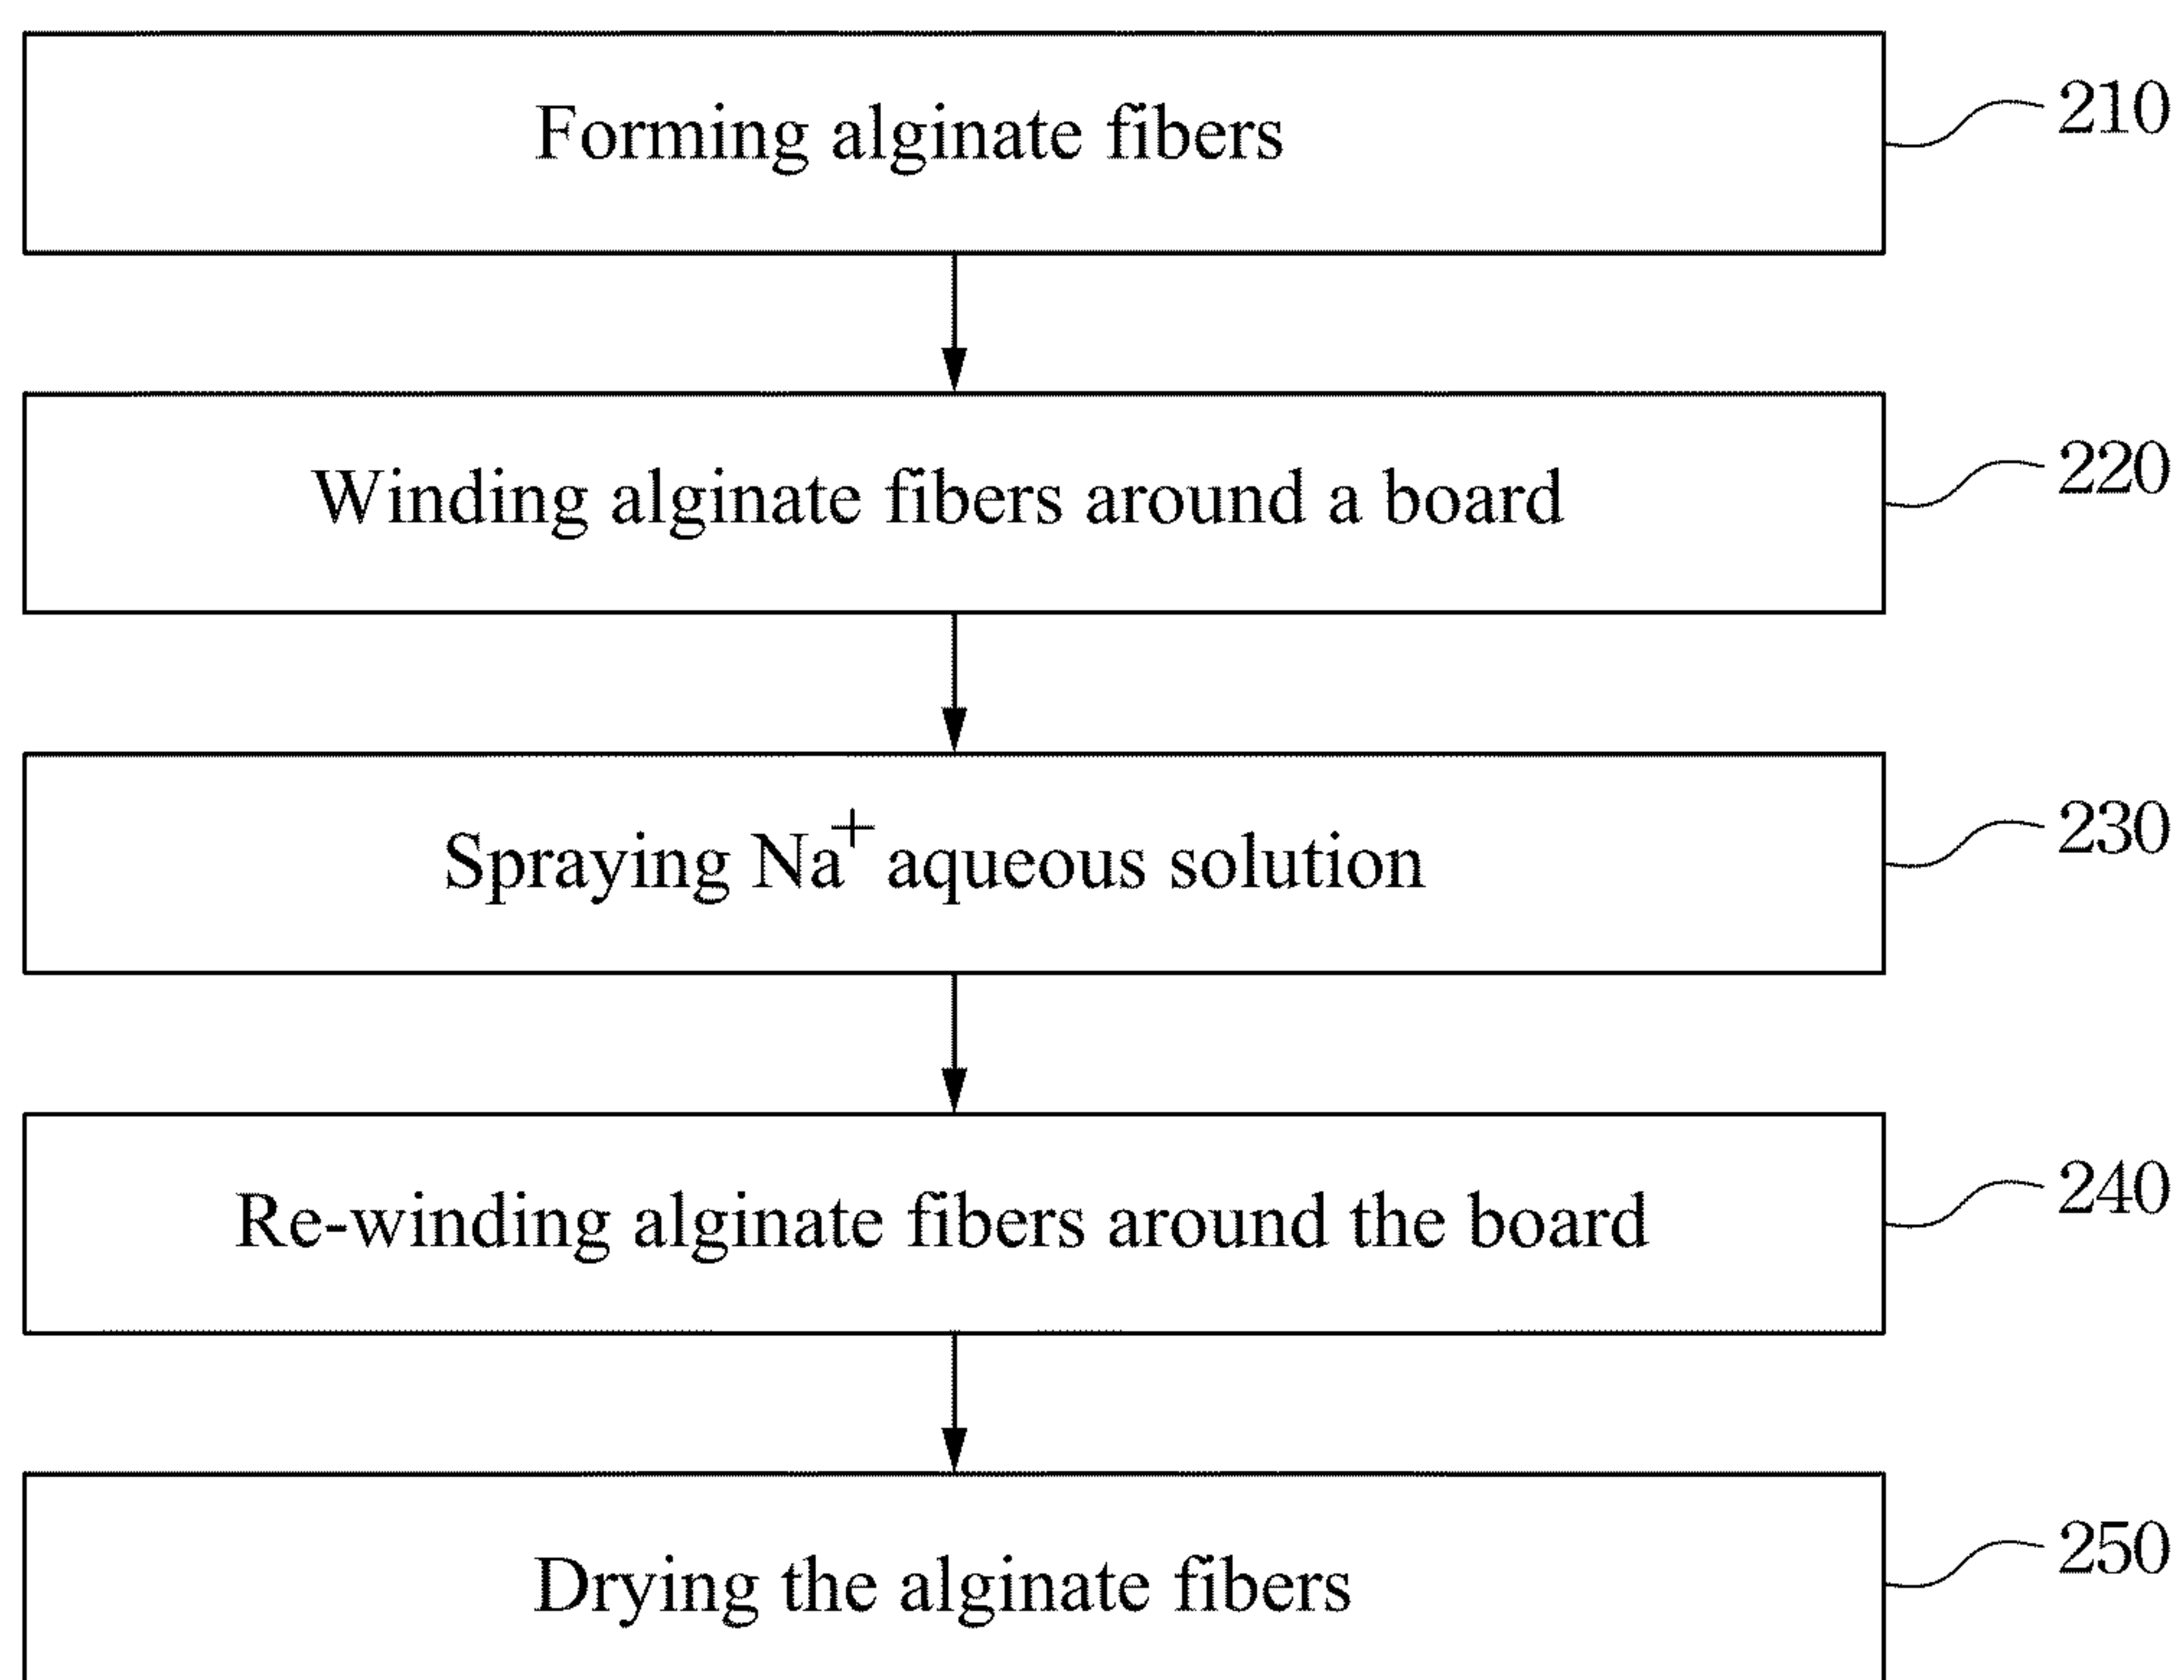 Forming alginate fibers
210
Winding alginate fibers around a board
220
Spraying Na⁺ aqueous solution
230
Re-winding alginate fibers around the board
240
Drying the alginate fibers
250